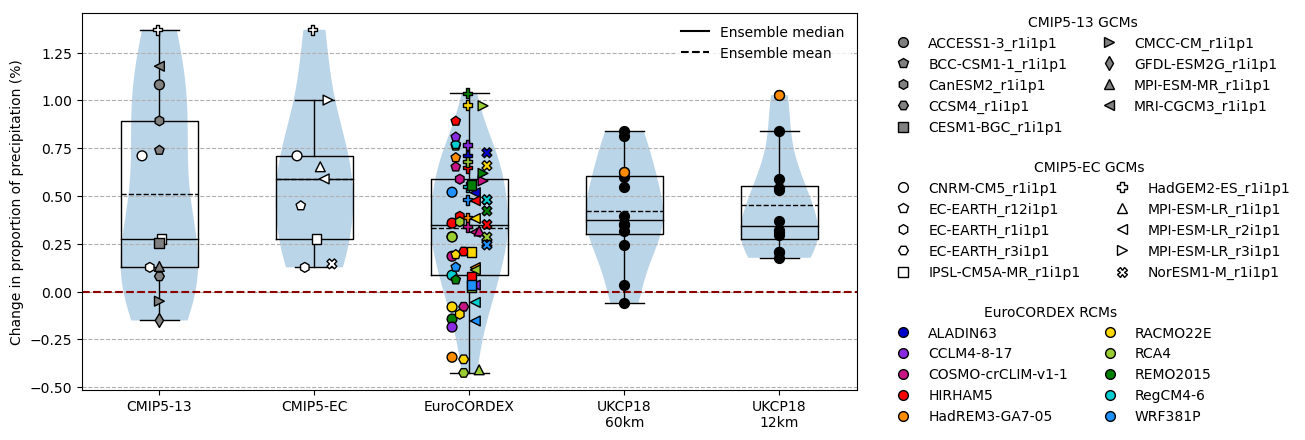 Change in proportion of precipitation (%)
1.25
1.00
0.75
0.50
0.25
0.00
−0.25
−0.50
Ensemble median
Ensemble mean
CMIP5-13
CMIP5-EC
EuroCORDEX
UKCP18
60km
UKCP18
12km
CMIP5-13 GCMs
ACCESS1-3_r1i1p1
BCC-CSM1-1_r1i1p1
CanESM2_r1i1p1
CCSM4_r1i1p1
CESM1-BGC_r1i1p1
CMCC-CM_r1i1p1
GFDL-ESM2G_r1i1p1
MPI-ESM-MR_r1i1p1
MRI-CGCM3_r1i1p1
CMIP5-EC GCMs
CNRM-CM5_r1i1p1
EC-EARTH_r12i1p1
EC-EARTH_r1i1p1
EC-EARTH_r3i1p1
IPSL-CM5A-MR_r1i1p1
HadGEM2-ES_r1i1p1
MPI-ESM-LR_r1i1p1
MPI-ESM-LR_r2i1p1
MPI-ESM-LR_r3i1p1
NorESM1-M_r1i1p1
EuroCORDEX RCMs
ALADIN63
CCLM4-8-17
COSMO-crCLIM-v1-1
HIRHAM5
HadREM3-GA7-05
RACMO22E
RCA4
REMO2015
RegCM4-6
WRF381P